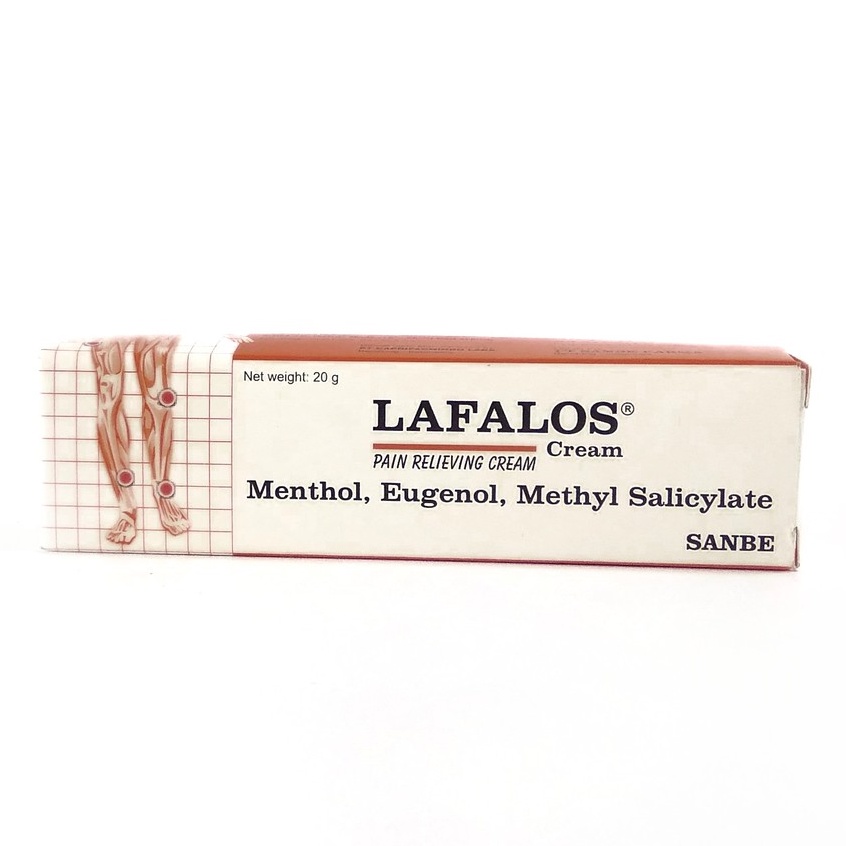 Net weight: 20 g
LAFALOS®
Cream
PAIN RELIEVING CREAM
Menthol, Eugenol, Methyl Salicylate
SANBE